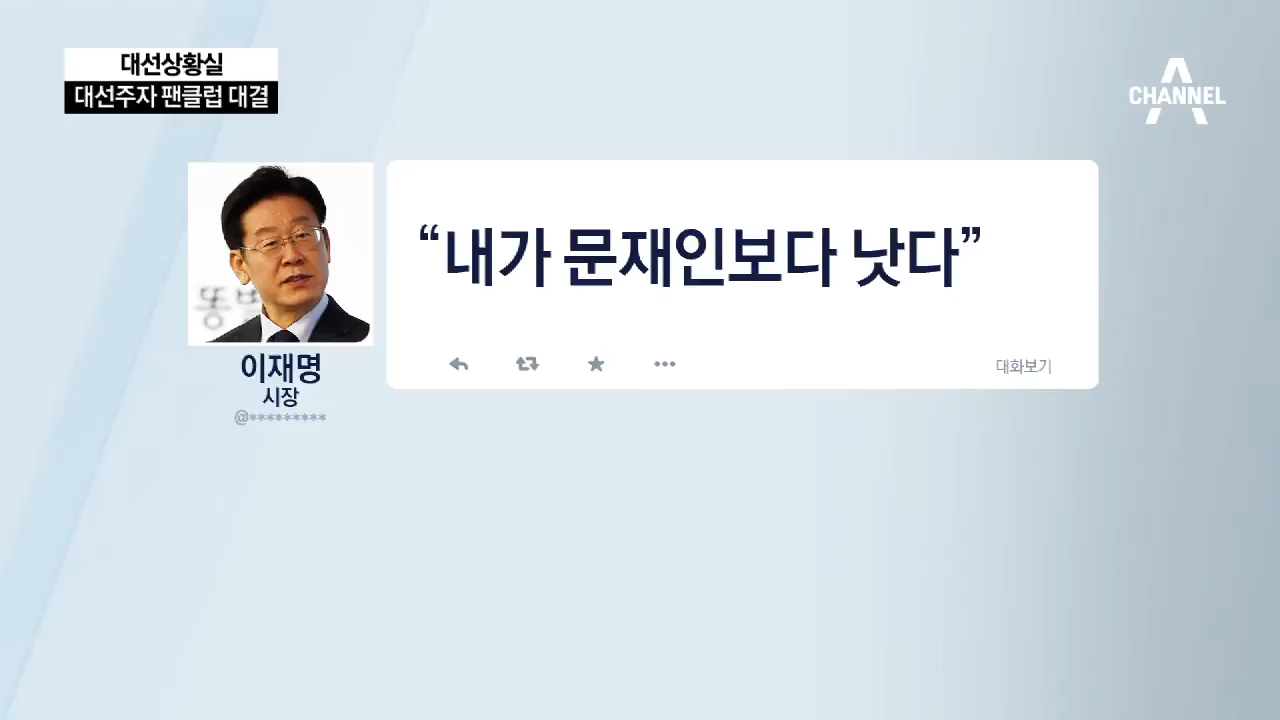 대선상황실
대선주자 팬클럽 대결
CHANNEL A
“내가 문재인보다 낫다”
대화보기
이재명
시장
@*********